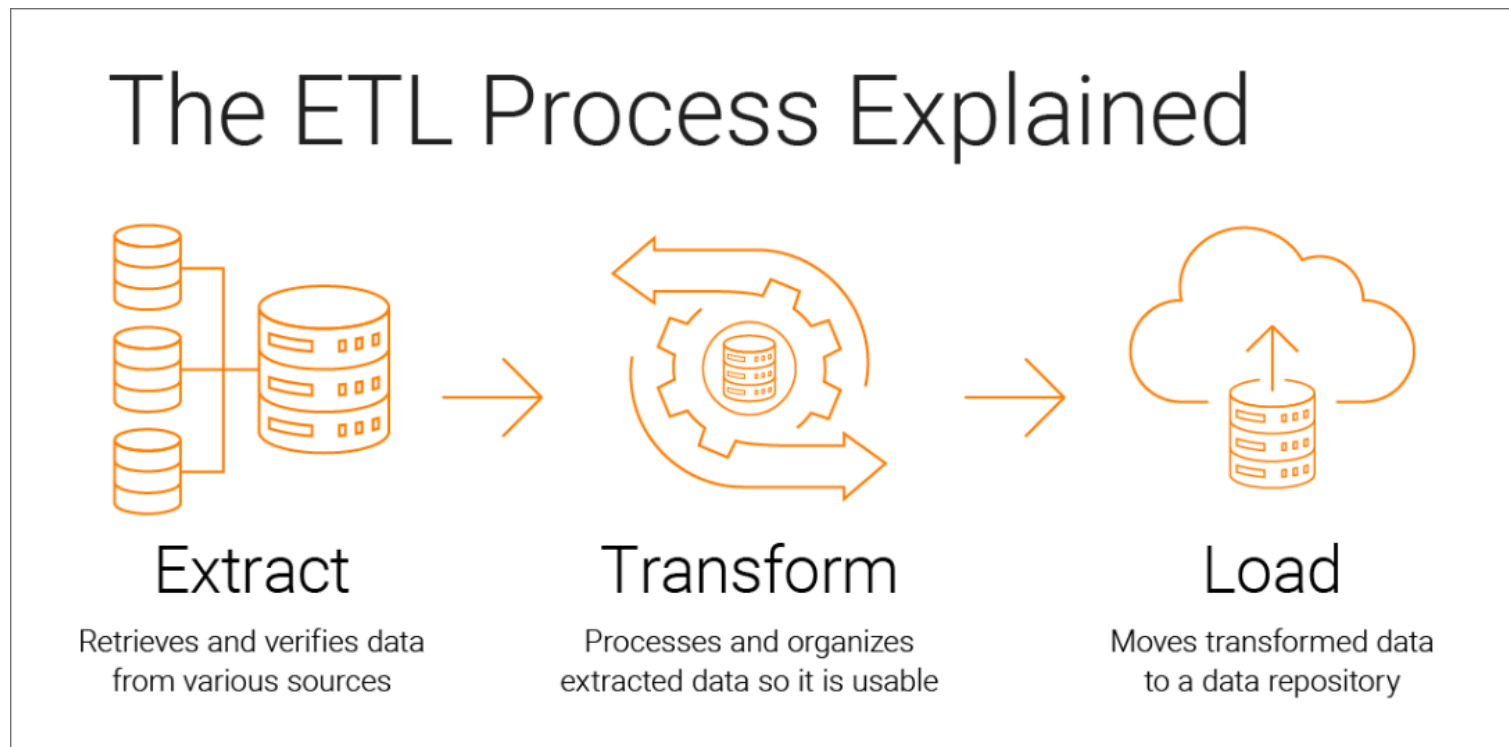 The ETL Process Explained
Extract
Retrieves and verifies data
from various sources
Transform
Processes and organizes
extracted data so it is usable
Load
Moves transformed data
to a data repository